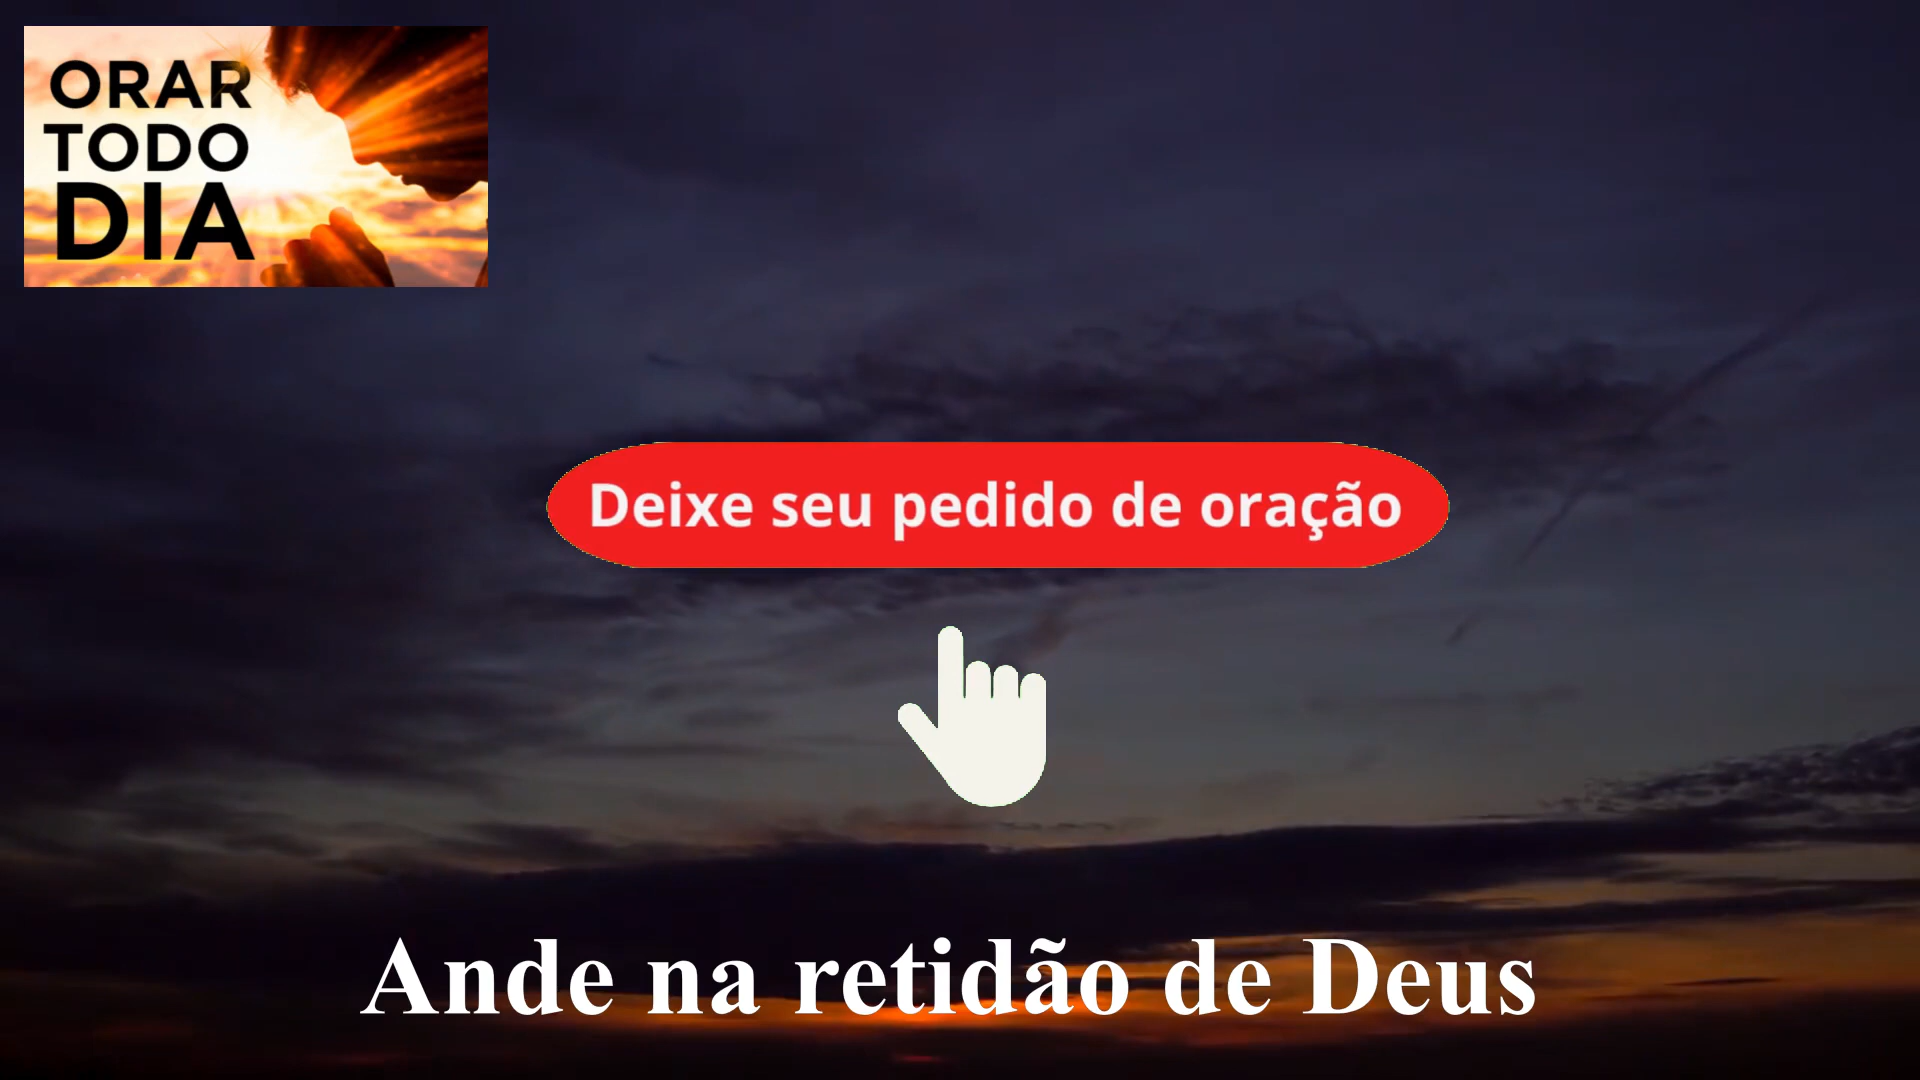 ORAR
TODO
DIA
Deixe seu pedido de oração
Ande na retidão de Deus